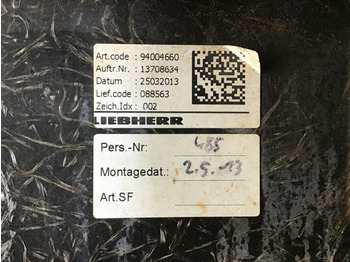 Art.code : 94004660
Auftr.Nr. : 13708634
Datum : 25032013
Lief.code : 088563
Zeich.Idx : 002
LIEBHERR
Pers.-Nr: 485
Montagedat.: 2.5.-13
Art.SF